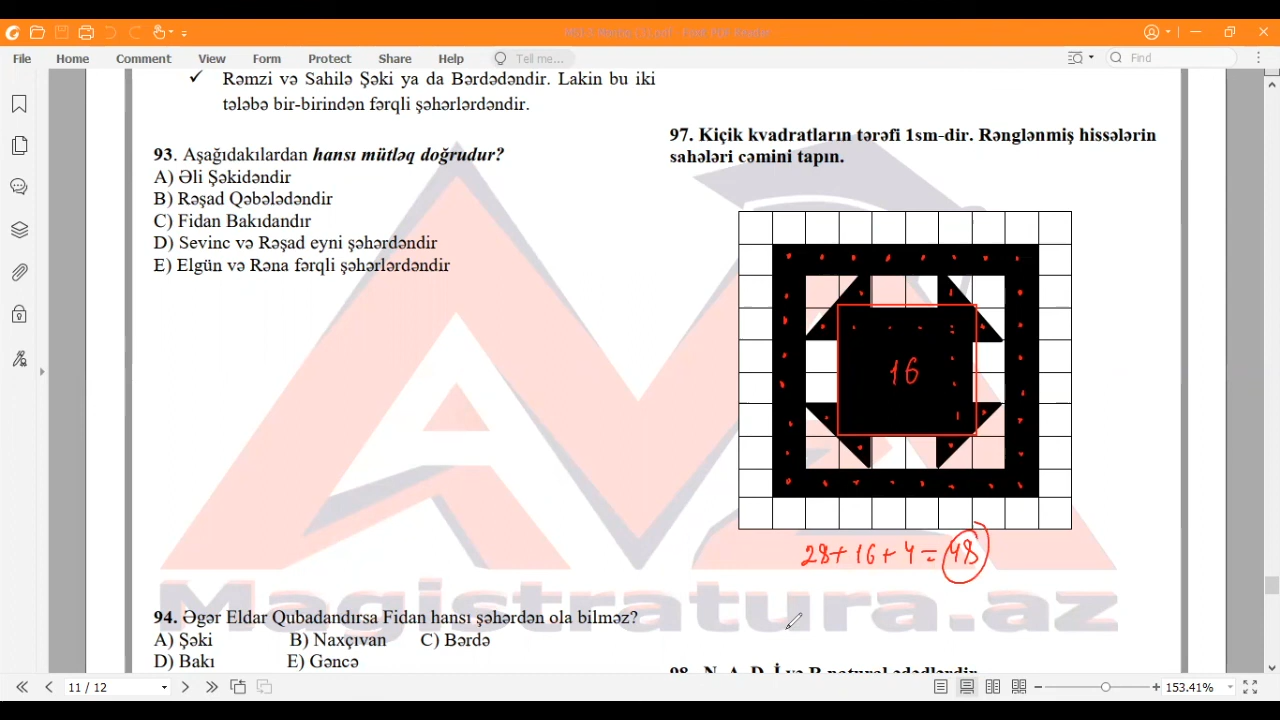 File Home Comment View Form Protect Share Help Tell me... Find
Rəmzi və Sahilə Şəki ya da Bərdədəndir. Lakin bu iki
tələbə bir-birindən fərqli şəhərlərdəndir.
93. Aşağıdakılardan hansı mütləq doğrudur?
A) Əli Şəkidəndir
B) Rəşad Qəbələdəndir
C) Fidan Bakıdandır
D) Sevinc və Rəşad eyni şəhərdəndir
E) Elgün və Rəna fərqli şəhərlərdəndir
94. Əgər Eldar Qubadandırsa Fidan hansı şəhərdən ola bilməz?
A) Şəki B) Naxçıvan C) Bərdə
D) Bakı E) Gəncə
97. Kiçik kvadratların tərəfi 1sm-dir. Rənglənmiş hissələrin
sahələri cəmini tapın.
16
28+16+4=48
Magistratura.az
98. N, A, D, İ və R natural ədədlərdir
11 / 12
153.41%